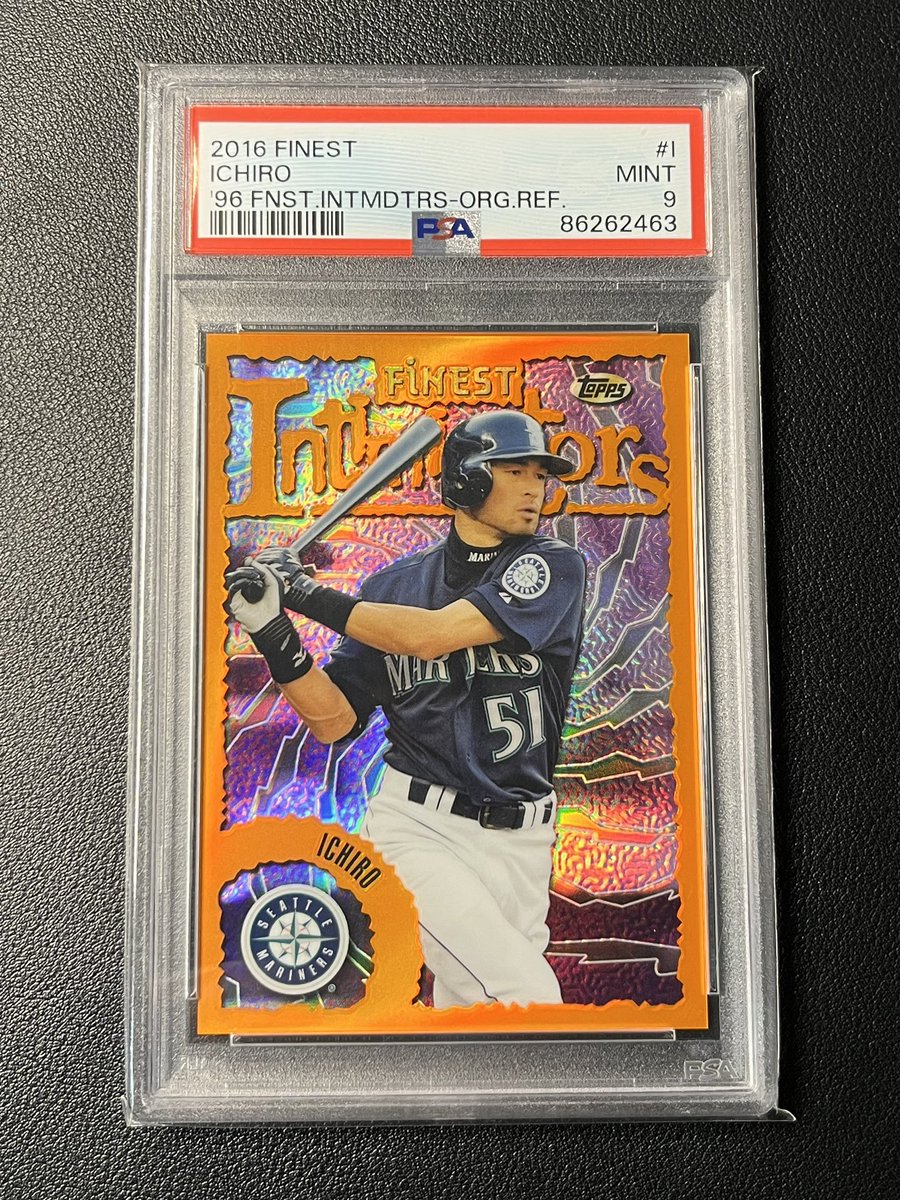 2016 FINEST #I
ICHIRO MINT
'96 FNST.INTMDTRS-ORG.REF. 9
PSA 86262463
FINEST
topps
Intimidators
MARINERS
51
ICHIRO
SEATTLE
MARINERS
®
PSA